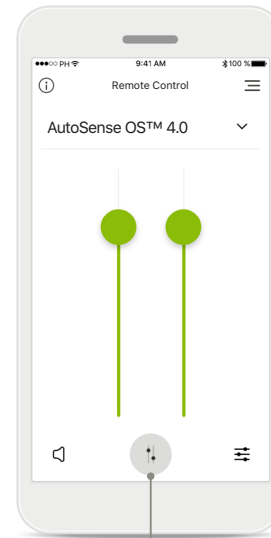 ●●●○○ PH 9:41 AM 100 %
Remote Control
AutoSense OS™ 4.0